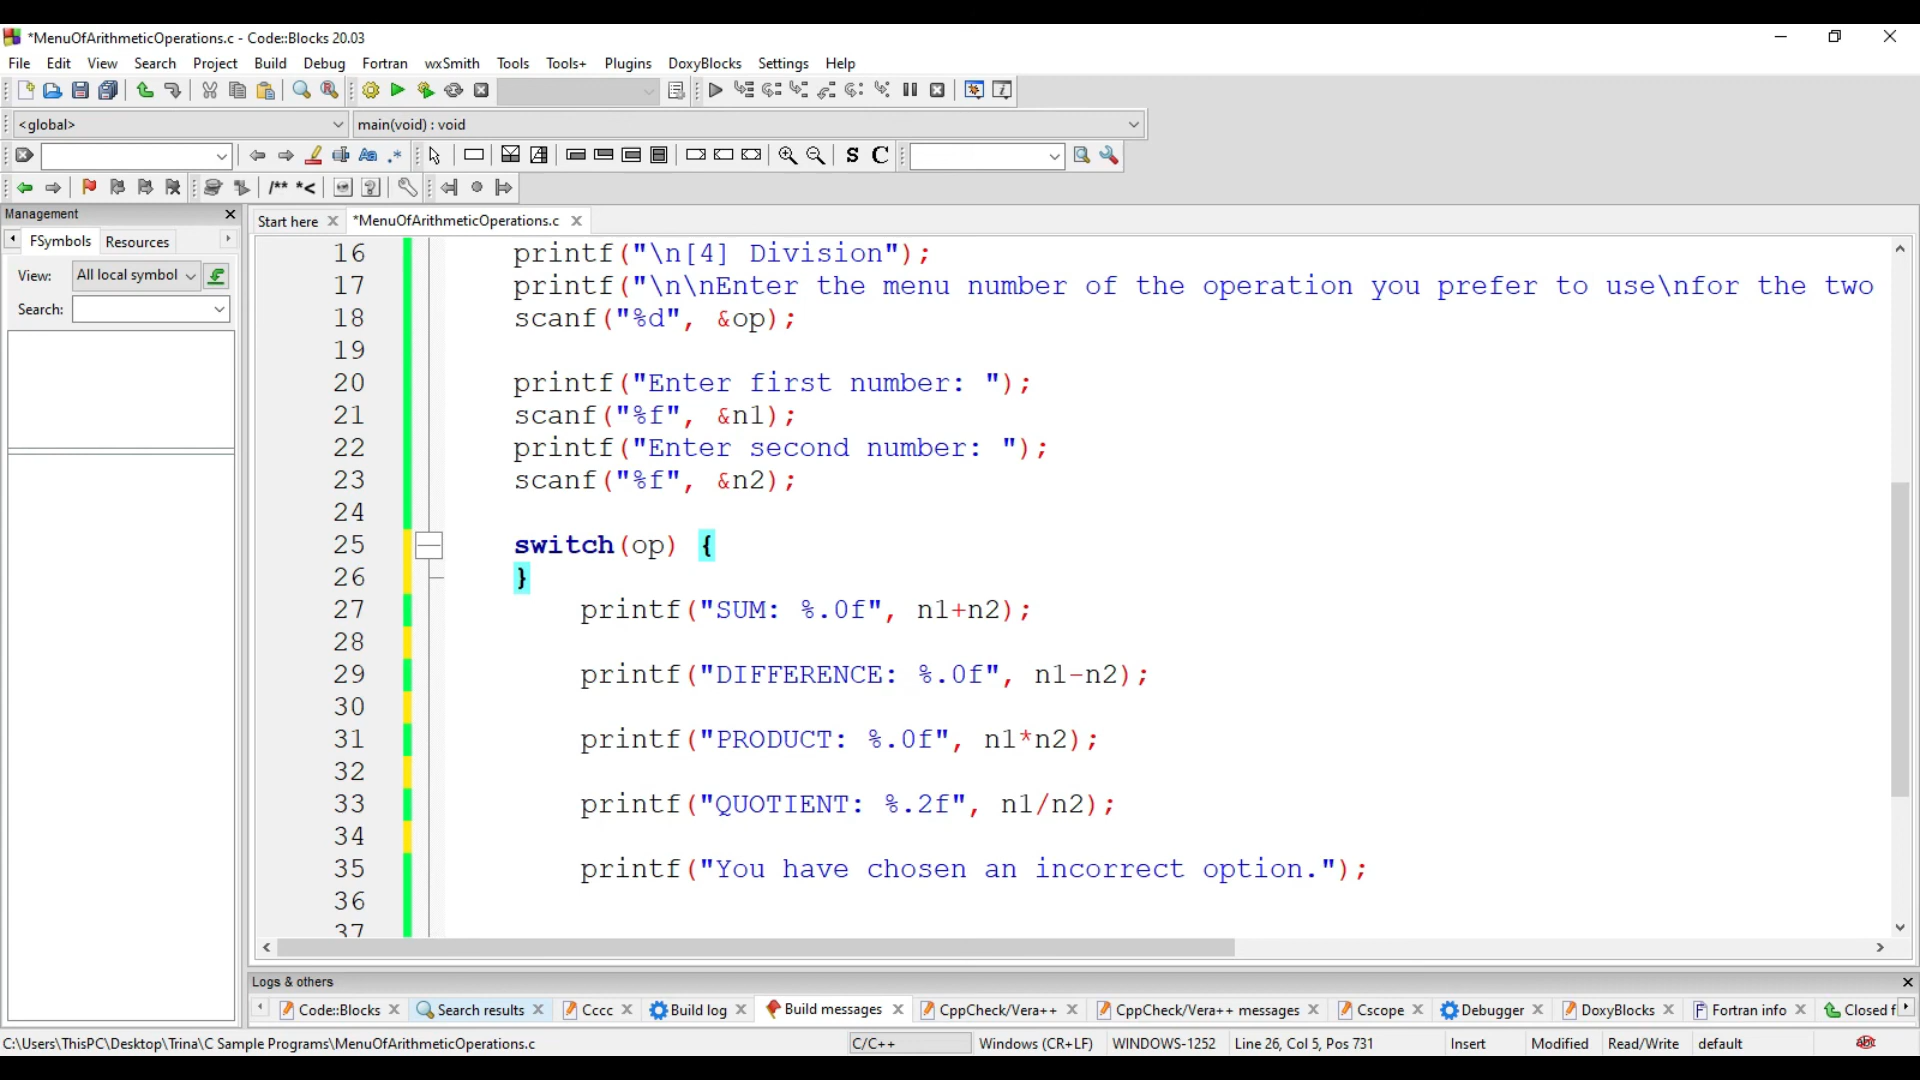 *MenuOfArithmeticOperations.c - Code::Blocks 20.03
File Edit View Search Project Build Debug Fortran wxSmith Tools Tools+ Plugins DoxyBlocks Settings Help
<global> main(void) : void
S C
/** *<
Management
Start here *MenuOfArithmeticOperations.c
FSymbols Resources
View: All local symbol
Search:
16 printf("\n[4] Division");
17 printf("\n\nEnter the menu number of the operation you prefer to use\nfor the two
18 scanf("%d", &op);
19
20 printf("Enter first number: ");
21 scanf("%f", &n1);
22 printf("Enter second number: ");
23 scanf("%f", &n2);
24
25 switch(op) {
26 }
27 printf("SUM: %.0f", n1+n2);
28
29 printf("DIFFERENCE: %.0f", n1-n2);
30
31 printf("PRODUCT: %.0f", n1*n2);
32
33 printf("QUOTIENT: %.2f", n1/n2);
34
35 printf("You have chosen an incorrect option.");
36
37
Logs & others
Code::Blocks Search results Cccc Build log Build messages CppCheck/Vera++ CppCheck/Vera++ messages Cscope Debugger DoxyBlocks Fortran info Closed f
C:\Users\ThisPC\Desktop\Trina\C Sample Programs\MenuOfArithmeticOperations.c C/C++ Windows (CR+LF) WINDOWS-1252 Line 26, Col 5, Pos 731 Insert Modified Read/Write default